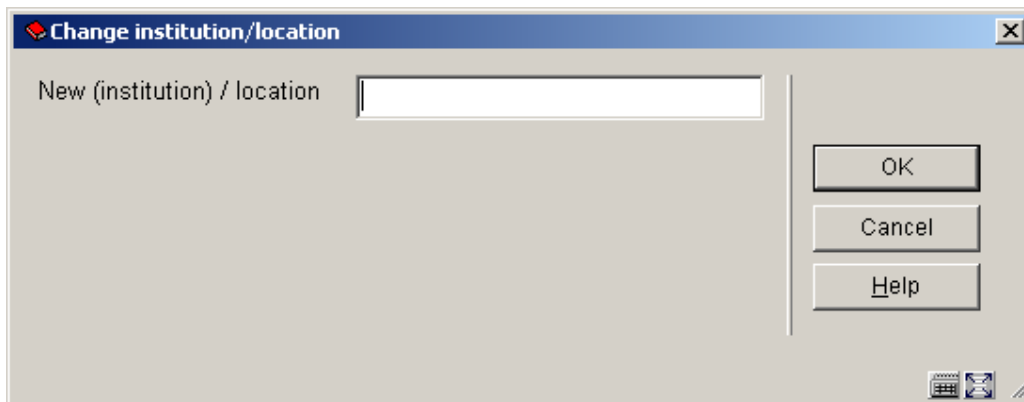 Change institution/location
New (institution) / location
OK
Cancel
Help